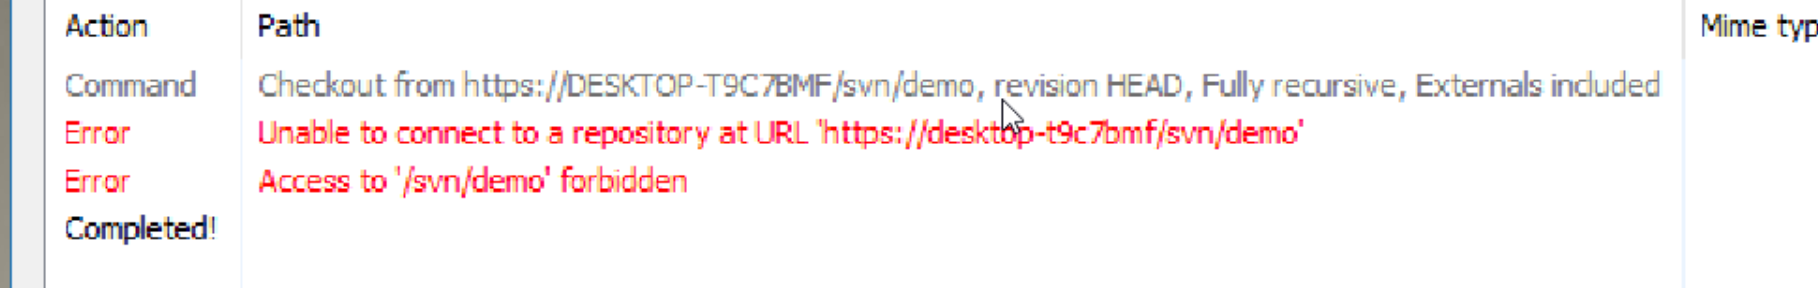 Action Path Mime typ
Command Checkout from https://DESKTOP-T9C7BMF/svn/demo, revision HEAD, Fully recursive, Externals included
Error Unable to connect to a repository at URL 'https://desktop-t9c7bmf/svn/demo'
Error Access to '/svn/demo' forbidden
Completed!